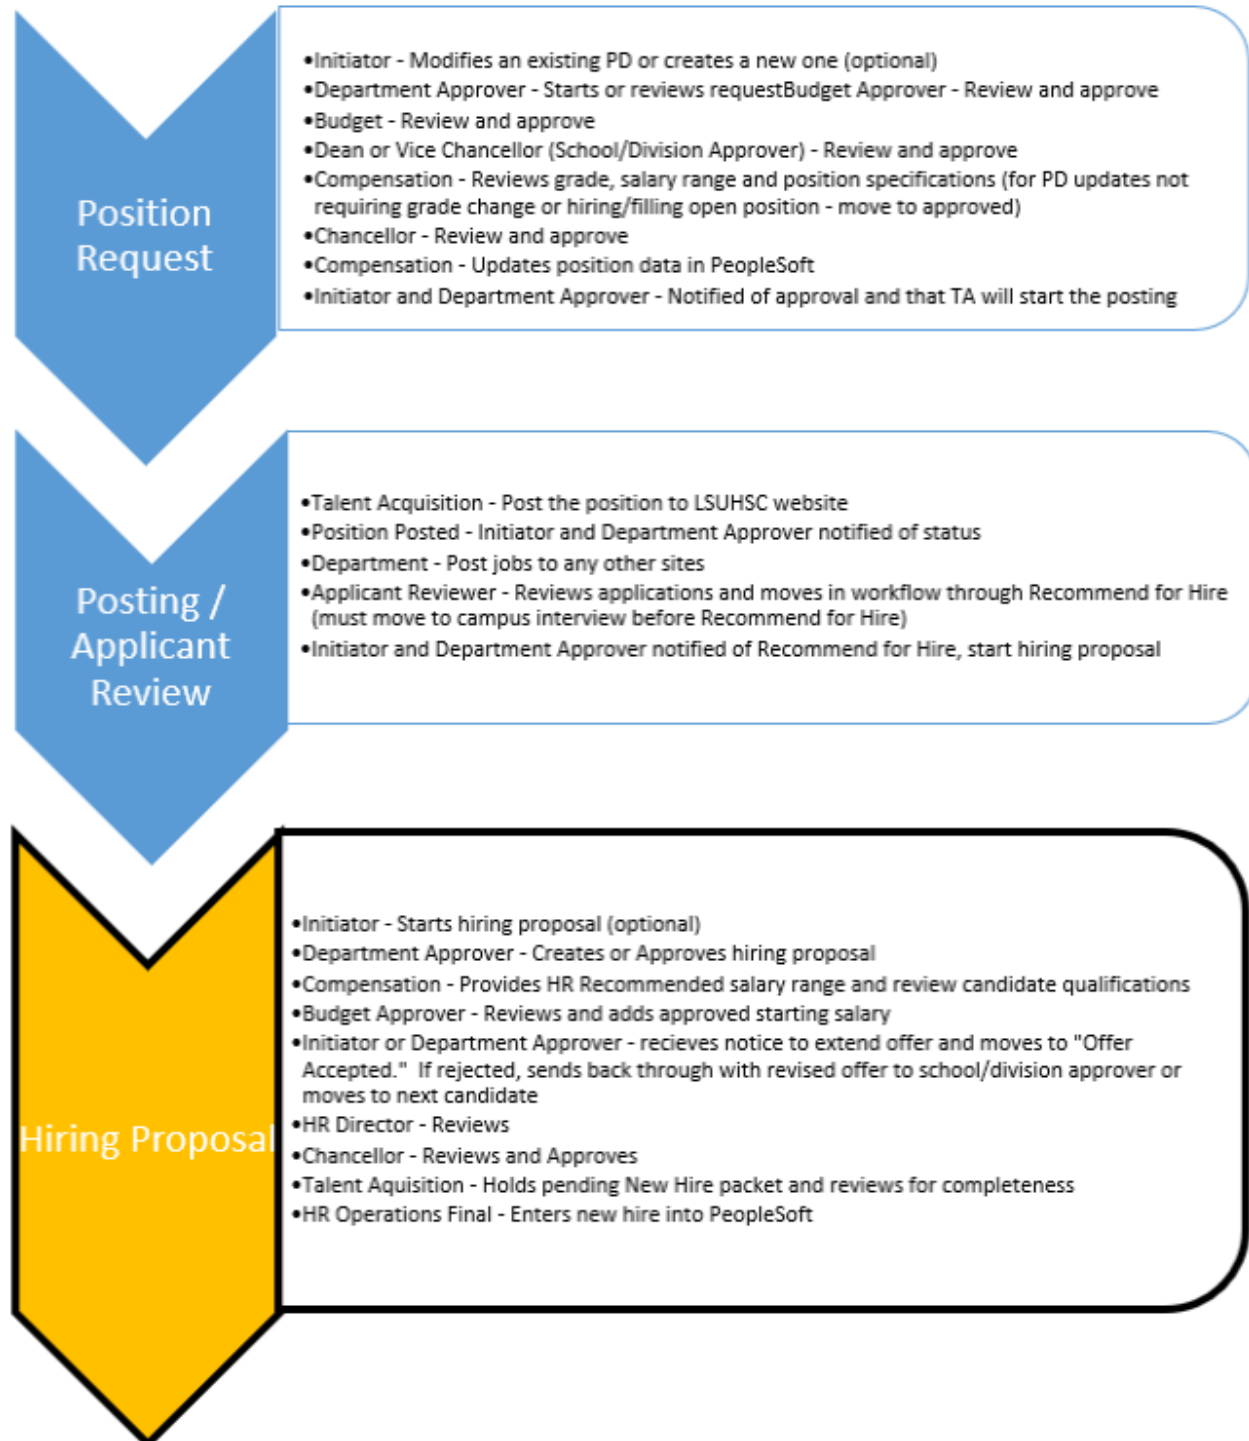 Position
Request
•Initiator - Modifies an existing PD or creates a new one (optional)
•Department Approver - Starts or reviews requestBudget Approver - Review and approve
•Budget - Review and approve
•Dean or Vice Chancellor (School/Division Approver) - Review and approve
•Compensation - Reviews grade, salary range and position specifications (for PD updates not
requiring grade change or hiring/filling open position - move to approved)
•Chancellor - Review and approve
•Compensation - Updates position data in PeopleSoft
•Initiator and Department Approver - Notified of approval and that TA will start the posting
Posting /
Applicant
Review
•Talent Acquisition - Post the position to LSUHSC website
•Position Posted - Initiator and Department Approver notified of status
•Department - Post jobs to any other sites
•Applicant Reviewer - Reviews applications and moves in workflow through Recommend for Hire
(must move to campus interview before Recommend for Hire)
•Initiator and Department Approver notified of Recommend for Hire, start hiring proposal
Hiring Proposal
•Initiator - Starts hiring proposal (optional)
•Department Approver - Creates or Approves hiring proposal
•Compensation - Provides HR Recommended salary range and review candidate qualifications
•Budget Approver - Reviews and adds approved starting salary
•Initiator or Department Approver - recieves notice to extend offer and moves to "Offer
Accepted." If rejected, sends back through with revised offer to school/division approver or
moves to next candidate
•HR Director - Reviews
•Chancellor - Reviews and Approves
•Talent Aquisition - Holds pending New Hire packet and reviews for completeness
•HR Operations Final - Enters new hire into PeopleSoft